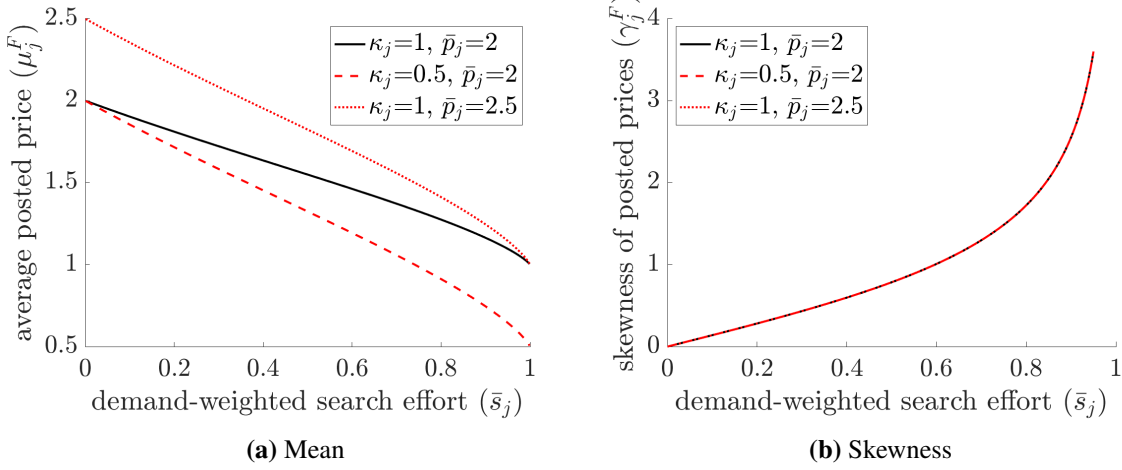 2.5
2
1.5
1
0.5
average posted price (μ_j^F)
κ_j=1, p̄_j=2
κ_j=0.5, p̄_j=2
κ_j=1, p̄_j=2.5
0 0.2 0.4 0.6 0.8 1
demand-weighted search effort (s̄_j)
(a) Mean
4
3
2
1
0
skewness of posted prices (γ_j^F)
κ_j=1, p̄_j=2
κ_j=0.5, p̄_j=2
κ_j=1, p̄_j=2.5
0 0.2 0.4 0.6 0.8 1
demand-weighted search effort (s̄_j)
(b) Skewness